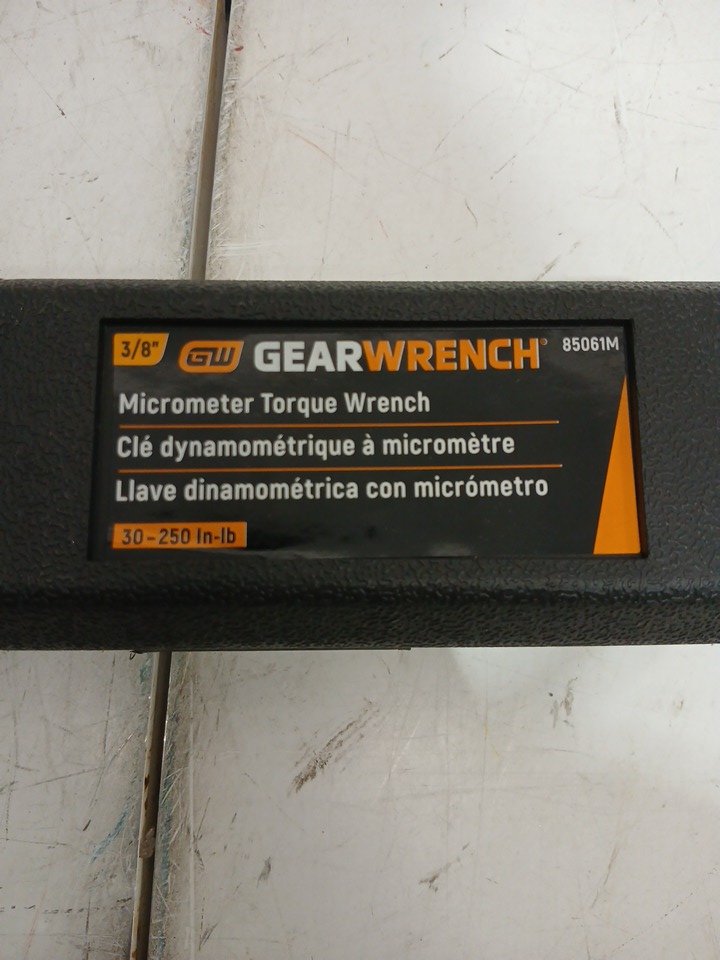 3/8" GW GEARWRENCH® 85061M
Micrometer Torque Wrench
Clé dynamométrique à micromètre
Llave dinamométrica con micrómetro
30-250 In-lb